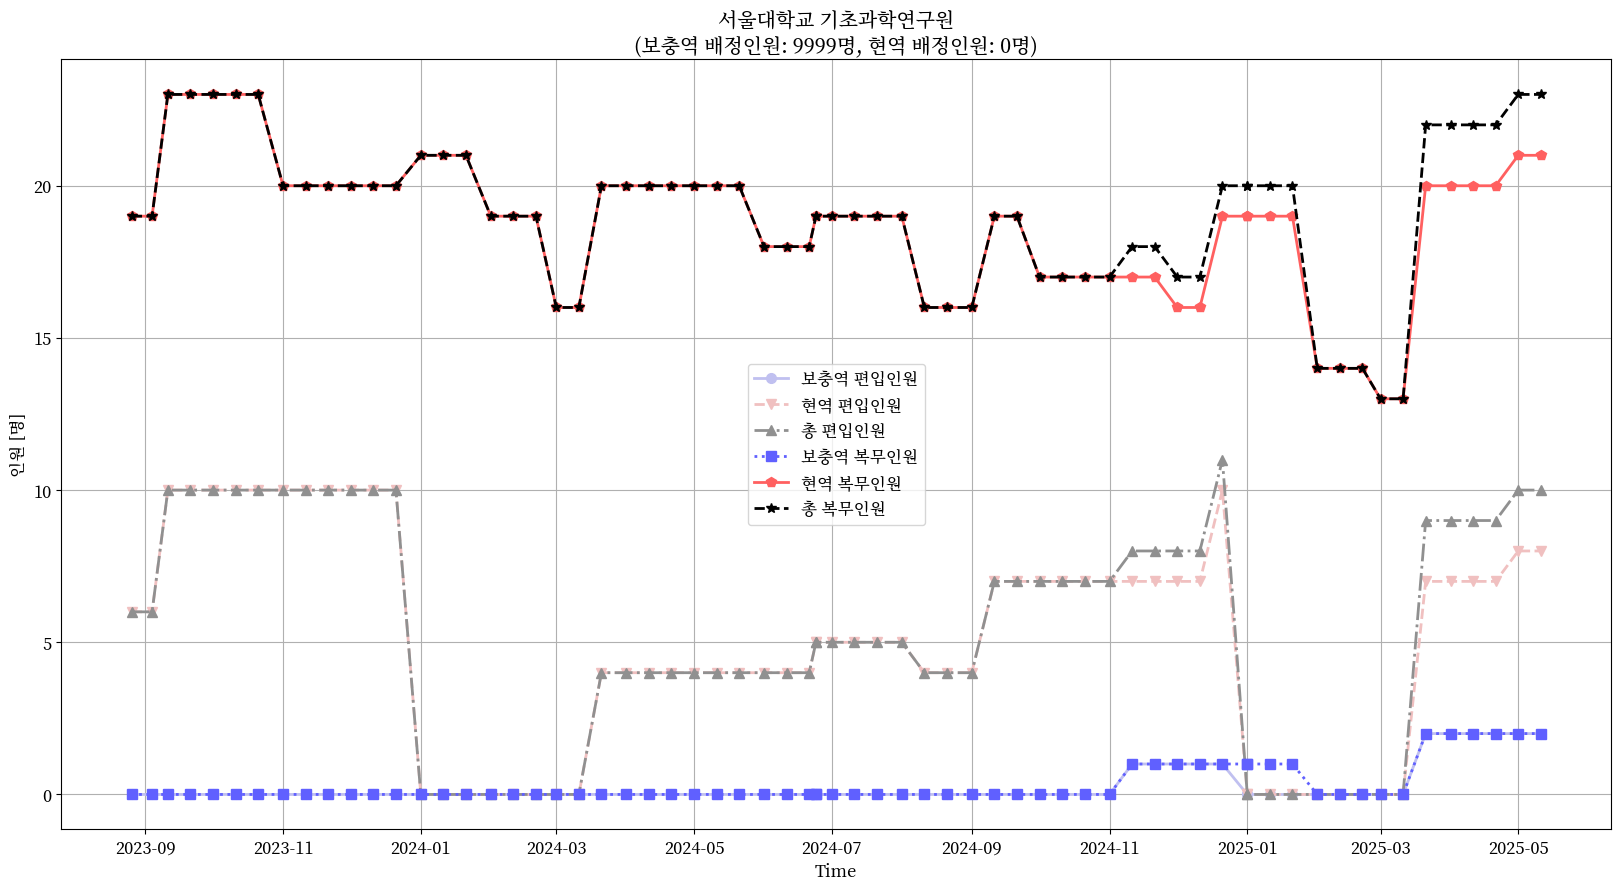 서울대학교 기초과학연구원
(보충역 배정인원: 9999명, 현역 배정인원: 0명)
인원 [명]
20
15
10
5
0
보충역 편입인원
현역 편입인원
총 편입인원
보충역 복무인원
현역 복무인원
총 복무인원
2023-09 2023-11 2024-01 2024-03 2024-05 2024-07 2024-09 2024-11 2025-01 2025-03 2025-05
Time